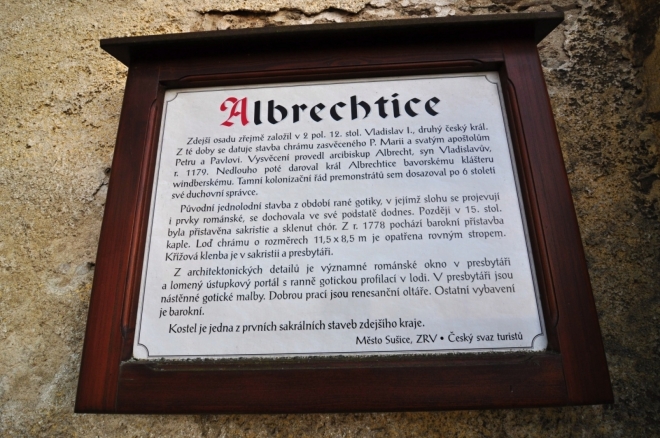 Albrechtice
Zdejší osadu zřejmě založil v 2 pol. 12. stol. Vladislav I., druhý český král.
Z té doby se datuje stavba chrámu zasvěceného P. Marii a svatým apoštolům
Petru a Pavlovi. Vysvěcení provedl arcibiskup Albrecht, syn Vladislavův,
r. 1179. Nedlouho poté daroval král Albrechtice bavorskému klášteru
windberskému. Tamní kolonizační řád premonstrátů sem dosazoval po 6 století
své duchovní správce.
Původní jednolodní stavba z období rané gotiky, v jejímž slohu se projevují
i prvky románské, se dochovala ve své podstatě dodnes. Později v 15. stol.
byla přistavěna sakristie a sklenut chór. Z r. 1778 pochází barokní přístavba
kaple. Loď chrámu o rozměrech 11,5 x 8,5 m je opatřena rovným stropem.
Křížová klenba je v sakristii a presbytáři.
Z architektonických detailů je významné románské okno v presbytáři
a lomený ústupkový portál s ranně gotickou profilací v lodi. V presbytáři jsou
nástěnné gotické malby. Dobrou prací jsou renesanční oltáře. Ostatní vybavení
je barokní.
Kostel je jedna z prvních sakrálních staveb zdejšího kraje.
Město Sušice, ZRV • Český svaz turistů